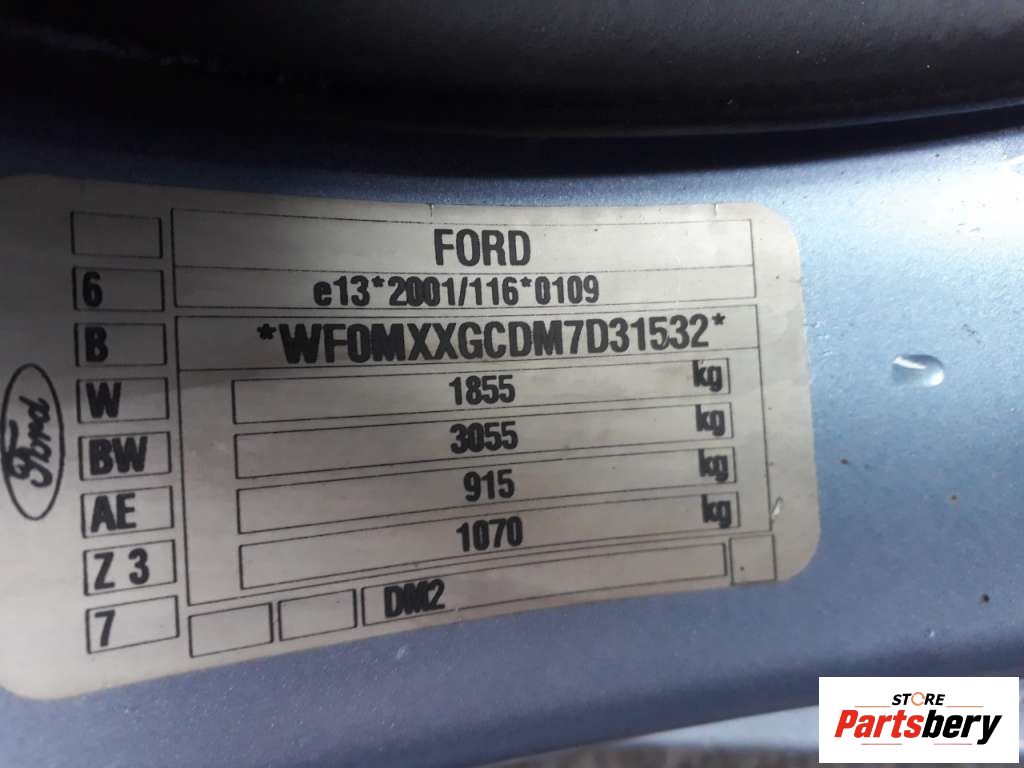 FORD
6 e13*2001/116*0109
B *WF0MXXGCDM7D31532*
W 1855 kg
BW 3055 kg
AE 915 kg
Z 3 1070 kg
7 DM2
Ford
STORE
Partsbery